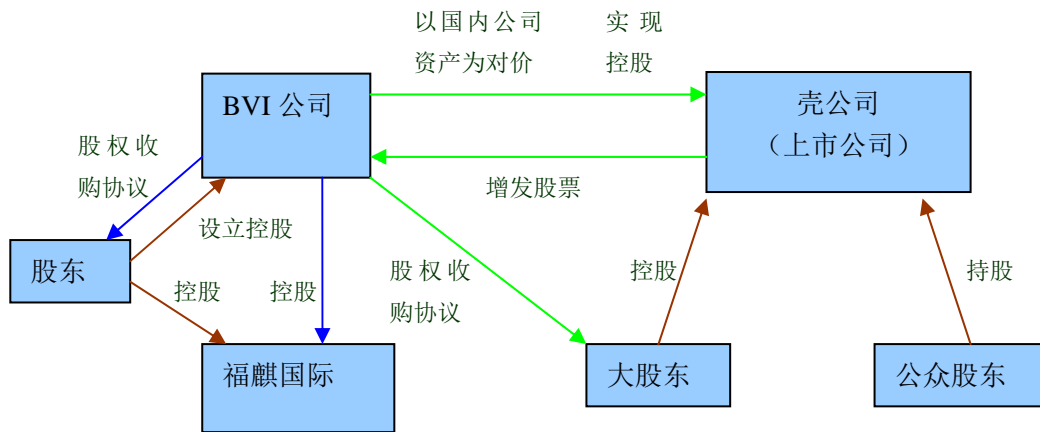 以国内公司 实现
资产为对价 控股
BVI 公司
壳公司
（上市公司）
股权收
购协议
增发股票
设立控股
股东
控股
控股
股权收
购协议
控股
持股
福麒国际
大股东
公众股东